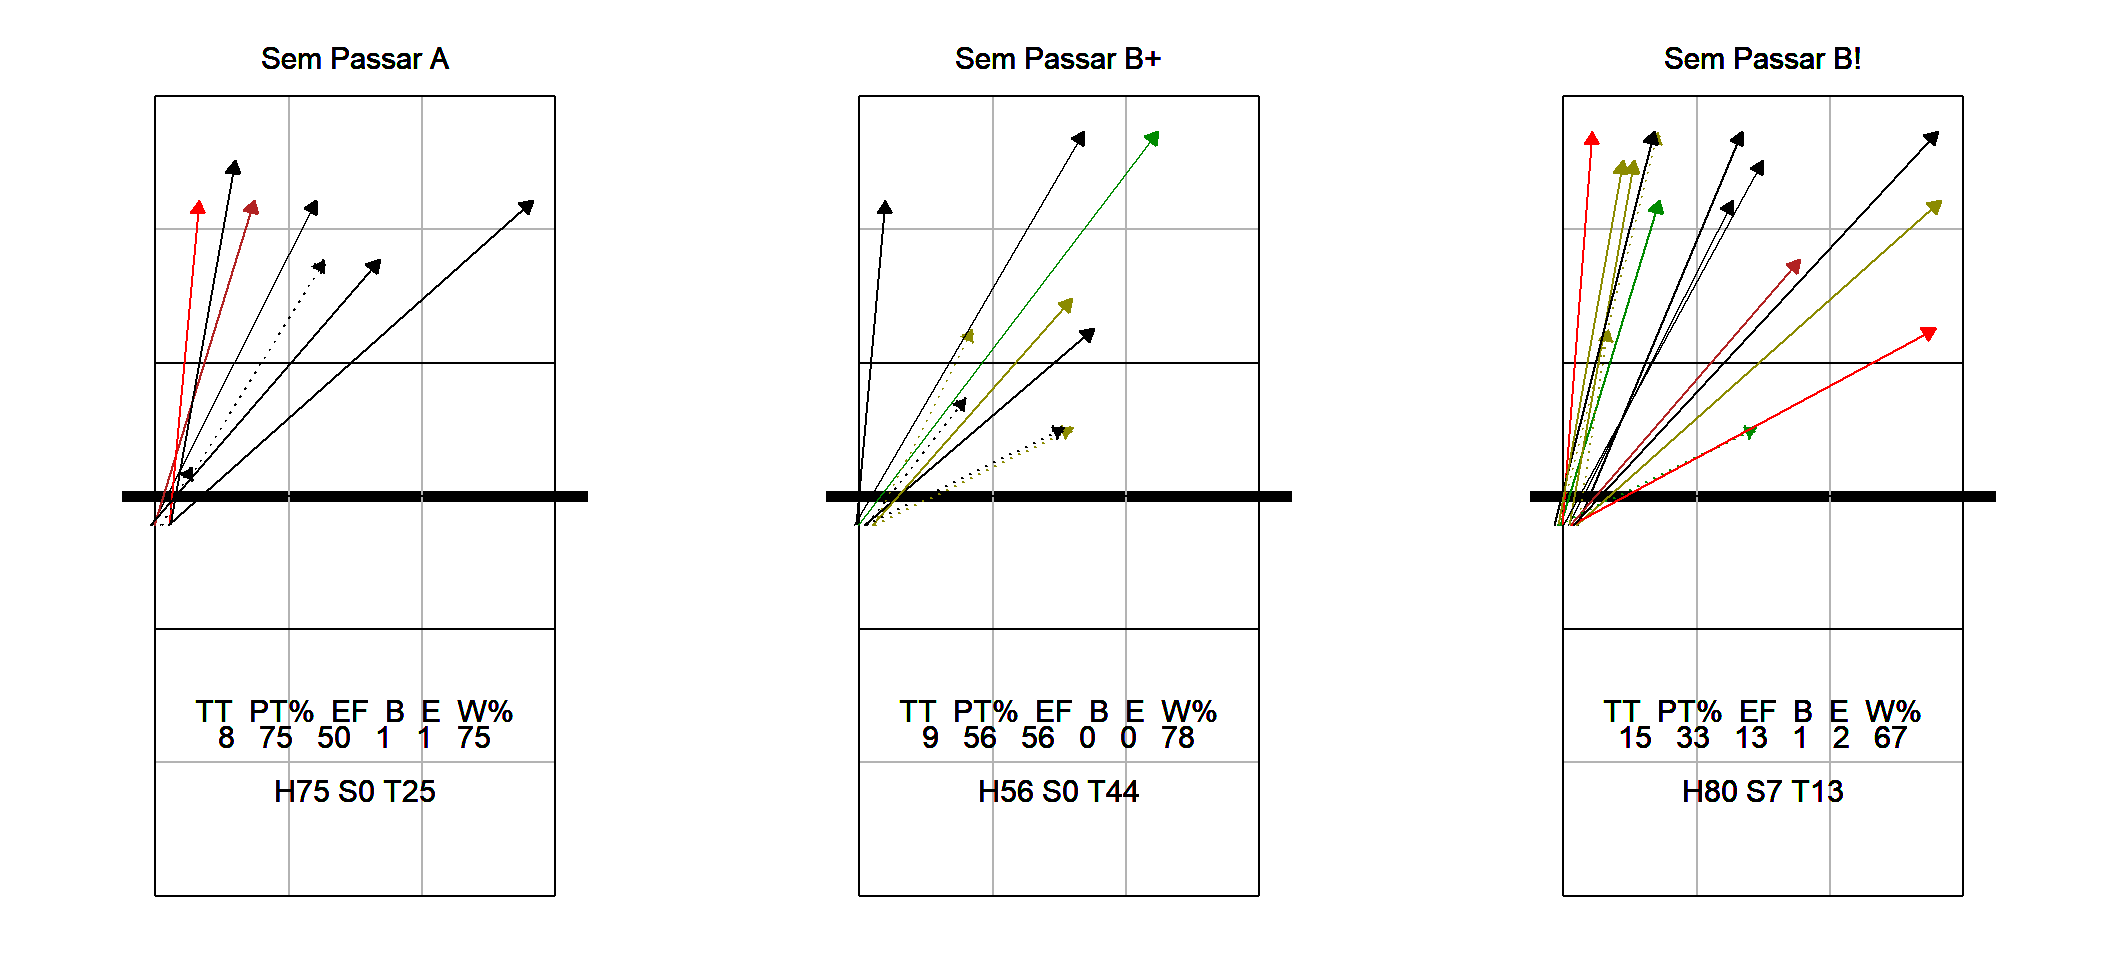 Sem Passar A
TT PT% EF B E W%
8 75 50 1 1 75
H75 S0 T25
Sem Passar B+
TT PT% EF B E W%
9 56 56 0 0 78
H56 S0 T44
Sem Passar B!
TT PT% EF B E W%
15 33 13 1 2 67
H80 S7 T13